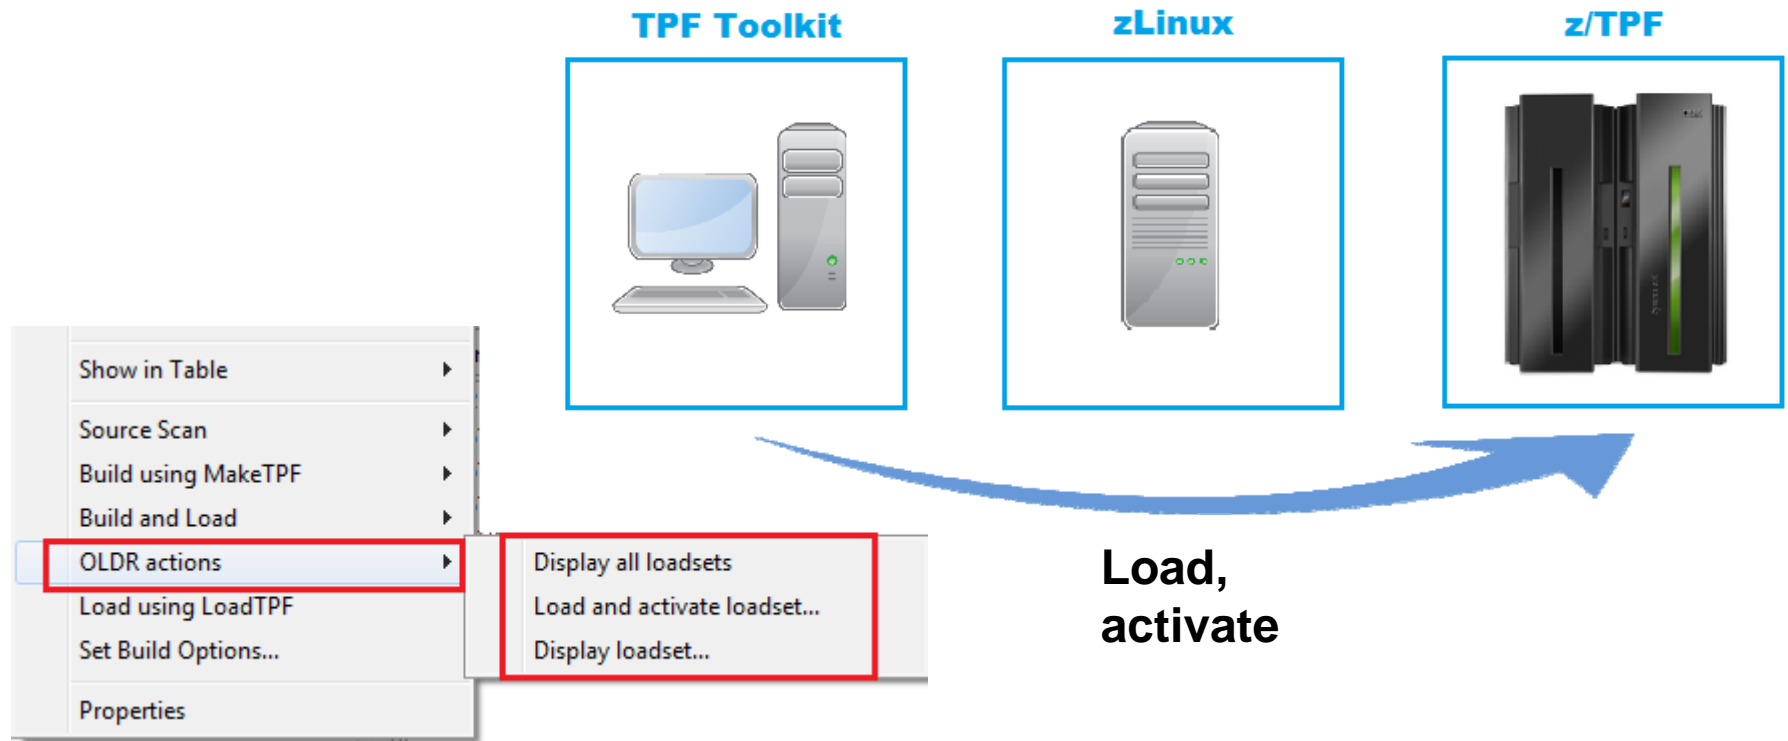 TPF Toolkit
zLinux
z/TPF
Show in Table
Source Scan
Build using MakeTPF
Build and Load
OLDR actions
Load using LoadTPF
Set Build Options...
Properties
Display all loadsets
Load and activate loadset...
Display loadset...
Load,
activate